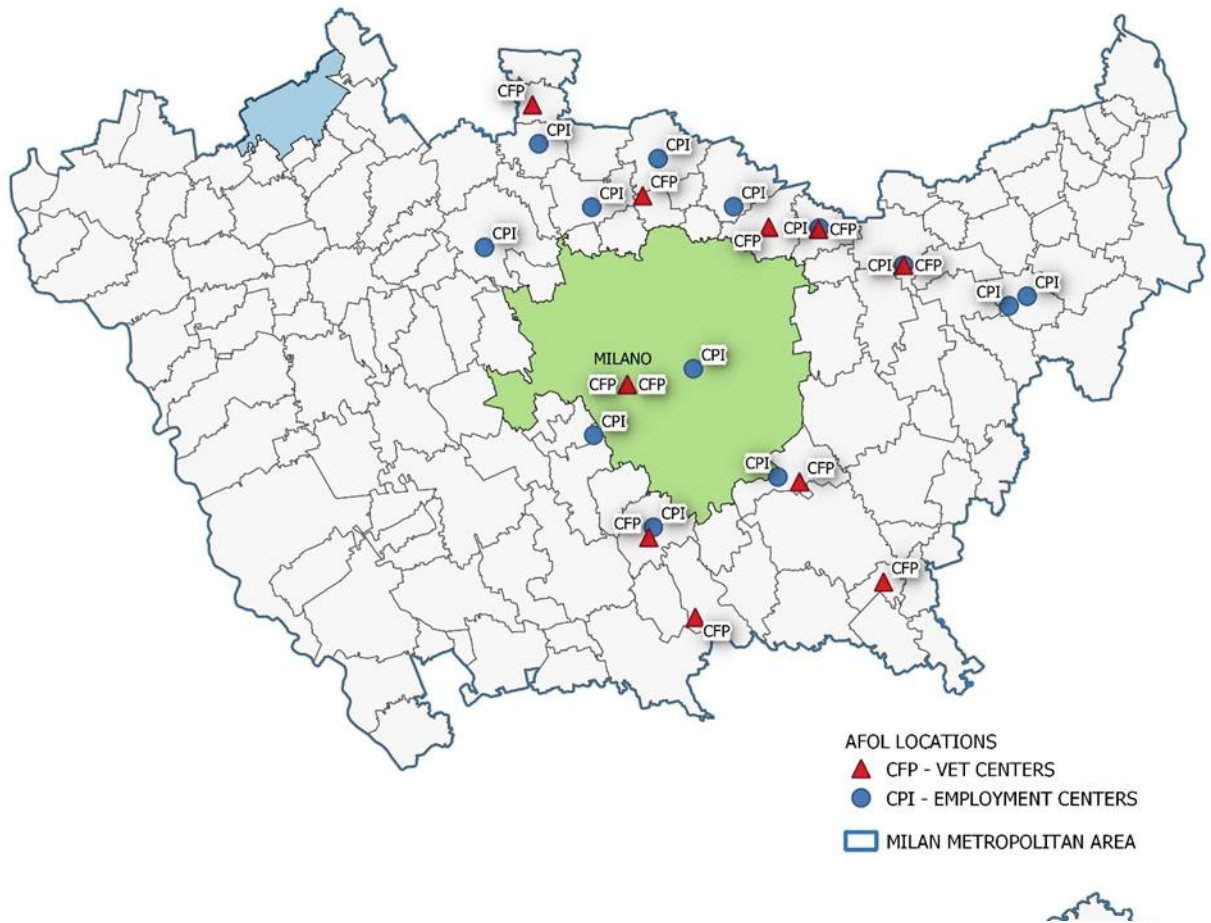 CFP
CPI
CPI
CFP
CPI
CPI
CFP
CPI CFP
CPI
CPI CFP
CPI
CPI
MILANO
CPI
CFP CFP
CPI
CPI
CFP
CFP
CPI
CFP
CFP
AFOL LOCATIONS
CFP - VET CENTERS
CPI - EMPLOYMENT CENTERS
MILAN METROPOLITAN AREA